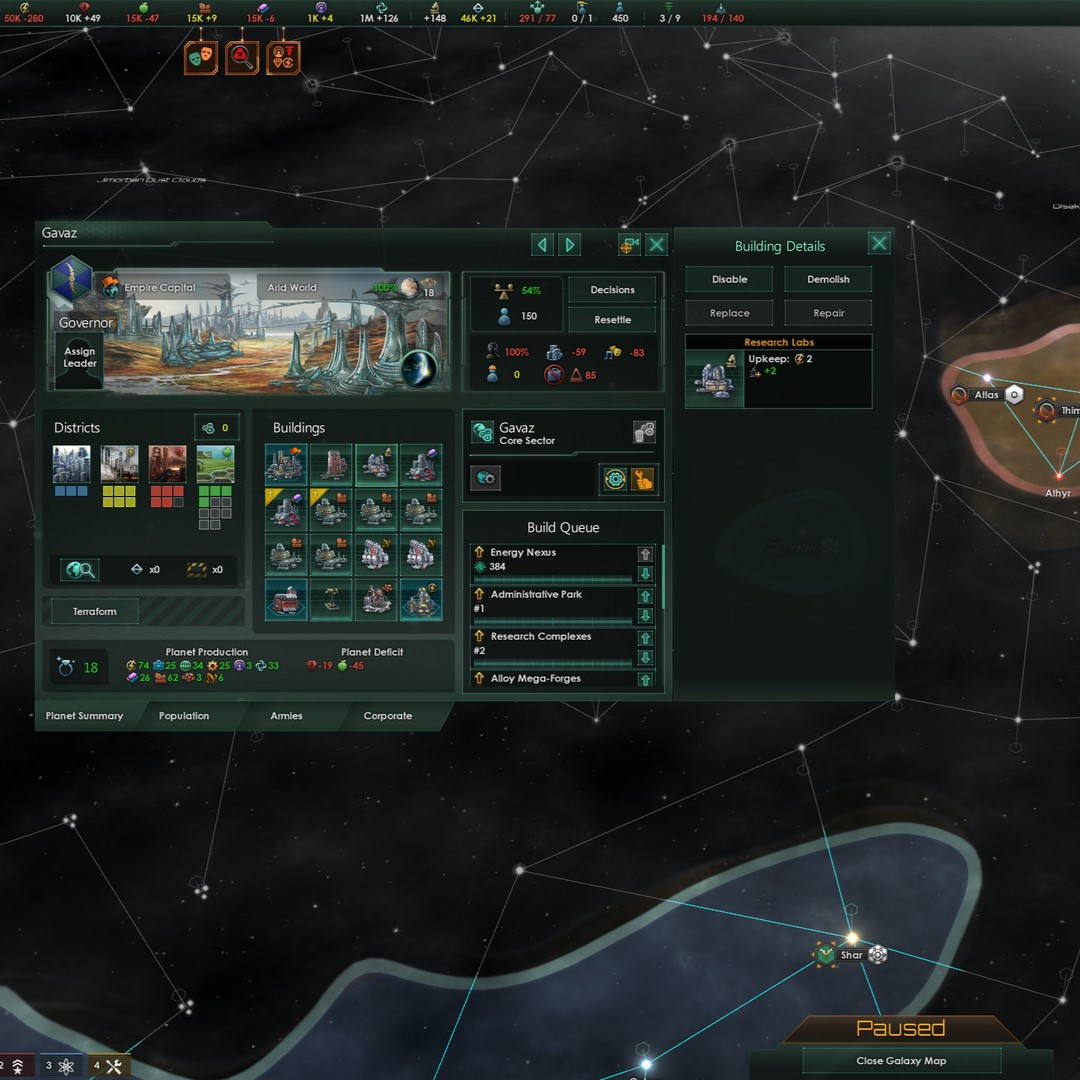 50K -280 10K +49 15K -47 15K +9 15K -6 1K +4 1M +126 +148 46K +21 291 / 77 0 / 1 450 3 / 9 194 / 140
Jimorben Dust Clouds
Gavaz
Empire Capital
Arid World
100%
18
Governor
Assign
Leader
54%
150
Decisions
Resettle
100% -59 -83
0 85
Building Details
Disable
Demolish
Replace
Repair
Research Labs
Upkeep: 2
+2
Atlas
Athyr
Districts
0
Buildings
Gavaz
Core Sector
Build Queue
Energy Nexus
384
Administrative Park
#1
Research Complexes
#2
Alloy Mega-Forges
x0
x0
Terraform
18
Planet Production
74 25 34 25 3 33
26 62 3 6
Planet Deficit
-19 -45
Planet Summary
Population
Armies
Corporate
Shar
Paused
Close Galaxy Map
2
3
4